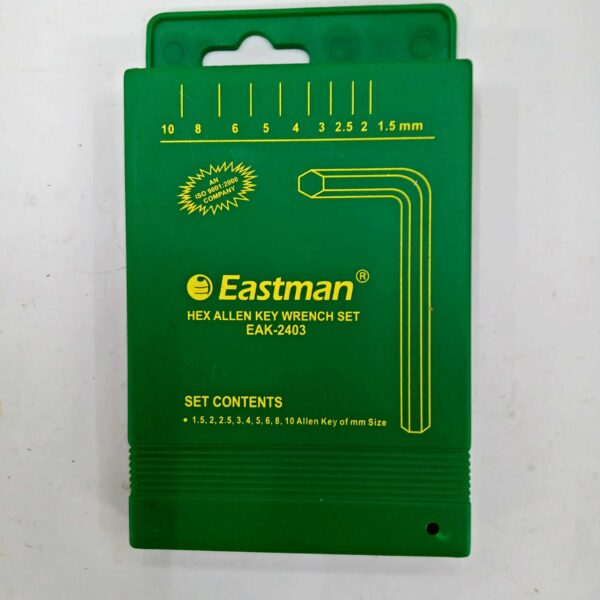 10 8 6 5 4 3 2.5 2 1.5 mm
AN
ISO 9001:2000
COMPANY
Eastman®
HEX ALLEN KEY WRENCH SET
EAK-2403
SET CONTENTS
• 1.5, 2, 2.5, 3, 4, 5, 6, 8, 10 Allen Key of mm Size